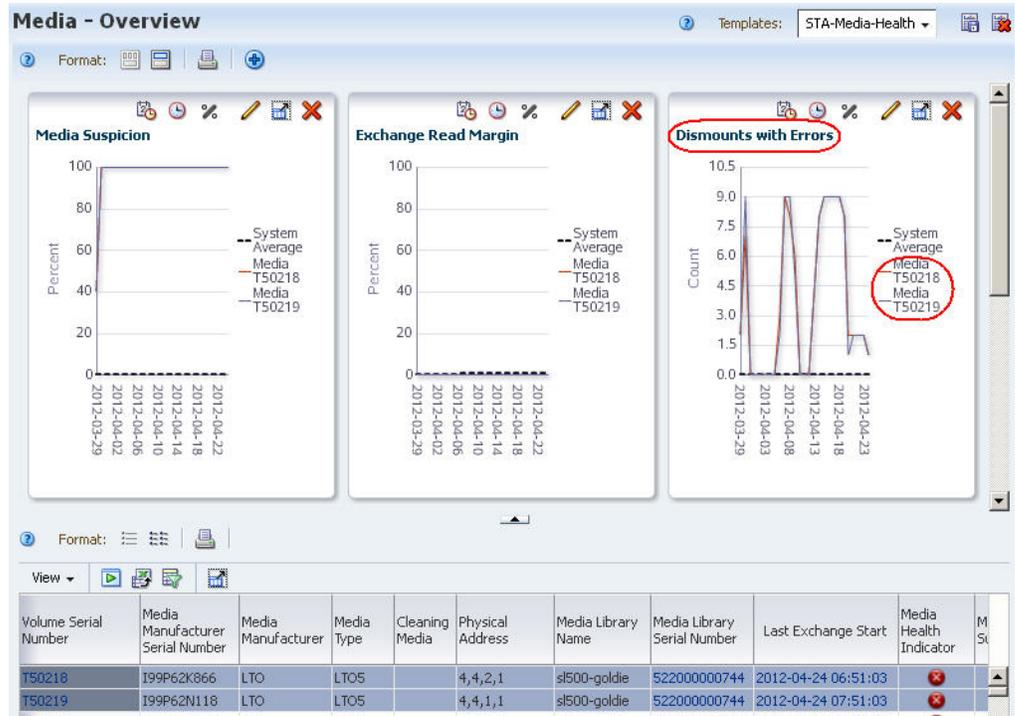 Media - Overview
Templates: STA-Media-Health
Format:
Media Suspicion
100
80
60
40
20
0
Percent
System Average
Media T50218
Media T50219
2012-03-29
2012-04-02
2012-04-06
2012-04-10
2012-04-14
2012-04-18
2012-04-22
Exchange Read Margin
100
80
60
40
20
0
Percent
System Average
Media T50218
Media T50219
2012-03-29
2012-04-02
2012-04-06
2012-04-10
2012-04-14
2012-04-18
2012-04-22
Dismounts with Errors
10.5
9.0
7.5
6.0
4.5
3.0
1.5
0.0
Count
System Average
Media T50218
Media T50219
2012-03-29
2012-04-03
2012-04-08
2012-04-13
2012-04-18
2012-04-23
Format:
View
Volume Serial Number Media Manufacturer Serial Number Media Manufacturer Media Type Cleaning Media Physical Address Media Library Name Media Library Serial Number Last Exchange Start Media Health Indicator
T50218 I99P62K866 LTO LTO5 4,4,2,1 sl500-goldie 522000000744 2012-04-24 06:51:03
T50219 I99P62N118 LTO LTO5 4,4,1,1 sl500-goldie 522000000744 2012-04-24 07:51:03